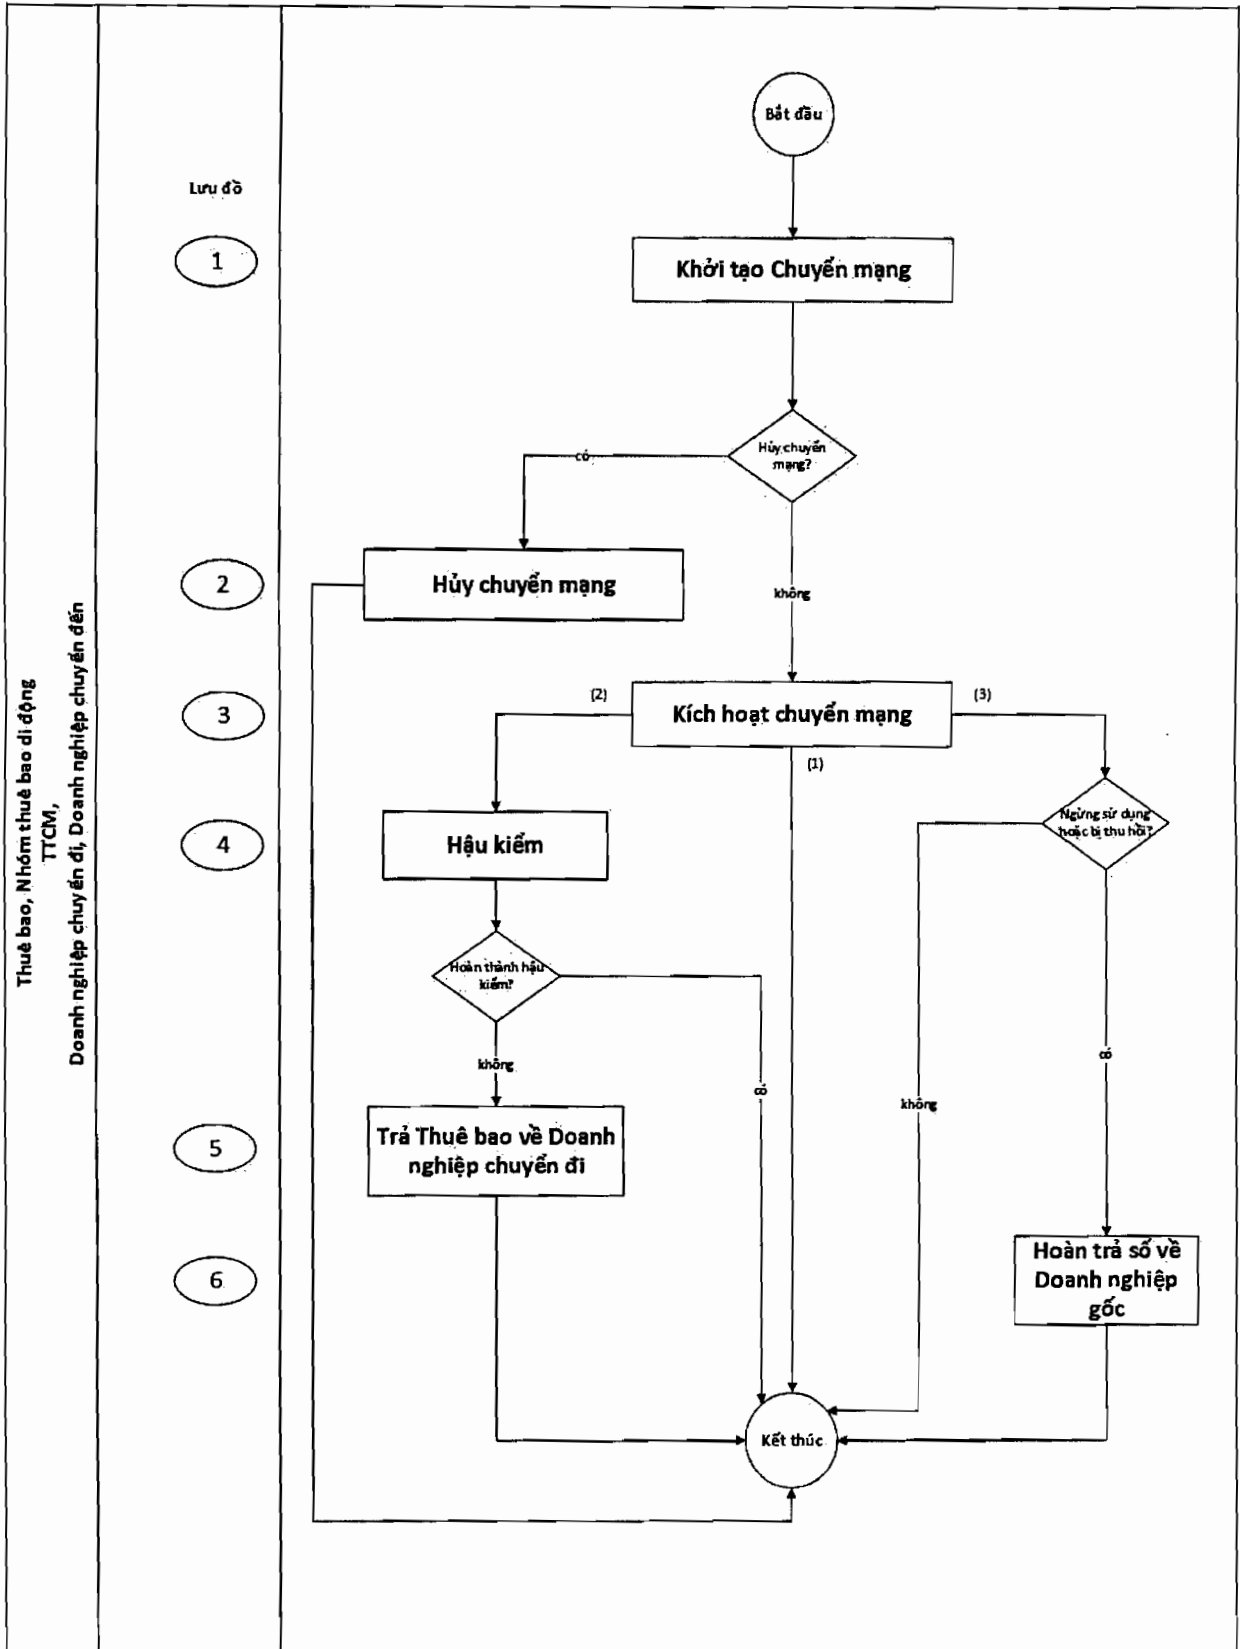 Bắt đầu
Lưu đồ
1
Khởi tạo Chuyển mạng
Hủy chuyển
mạng?
có
2
Hủy chuyển mạng
không
3
(2)
Kích hoạt chuyển mạng
(3)
(1)
Ngừng sử dụng
hoặc bị thu hồi?
4
Hậu kiểm
Thuê bao, Nhóm thuê bao di động
TTCM,
Doanh nghiệp chuyển đi, Doanh nghiệp chuyển đến
Hoàn thành hậu
kiểm?
không
có
không
có
5
Trả Thuê bao về Doanh
nghiệp chuyển đi
6
Hoàn trả số về
Doanh nghiệp
gốc
Kết thúc